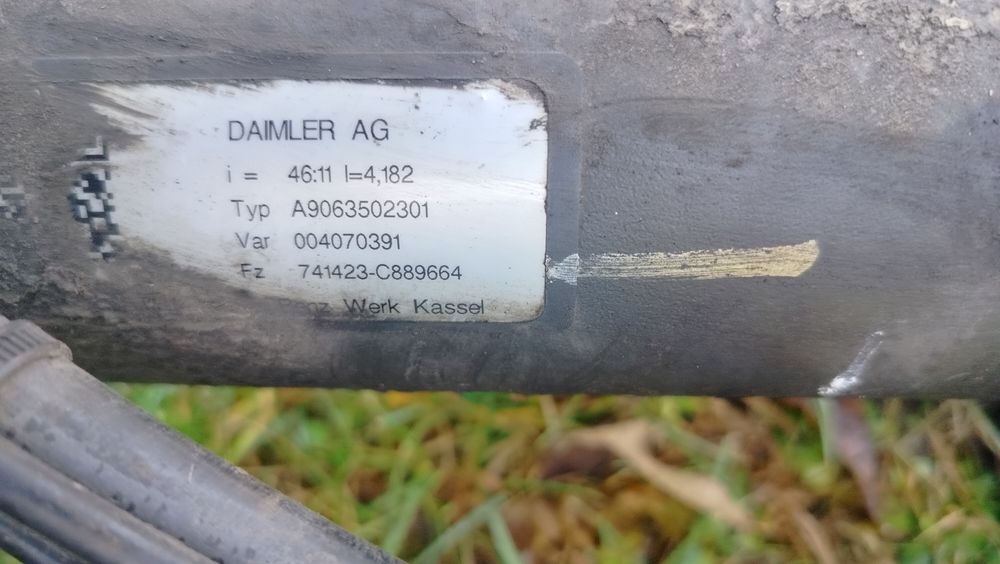 DAIMLER AG
i = 46:11 I=4,182
Typ A9063502301
Var 004070391
Fz 741423-C889664
Werk Kassel